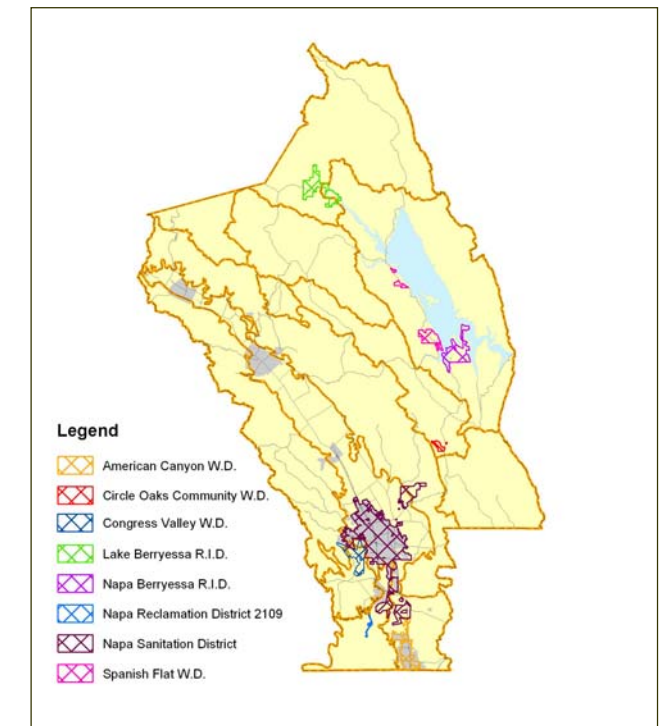 Legend
American Canyon W.D.
Circle Oaks Community W.D.
Congress Valley W.D.
Lake Berryessa R.I.D.
Napa Berryessa R.I.D.
Napa Reclamation District 2109
Napa Sanitation District
Spanish Flat W.D.